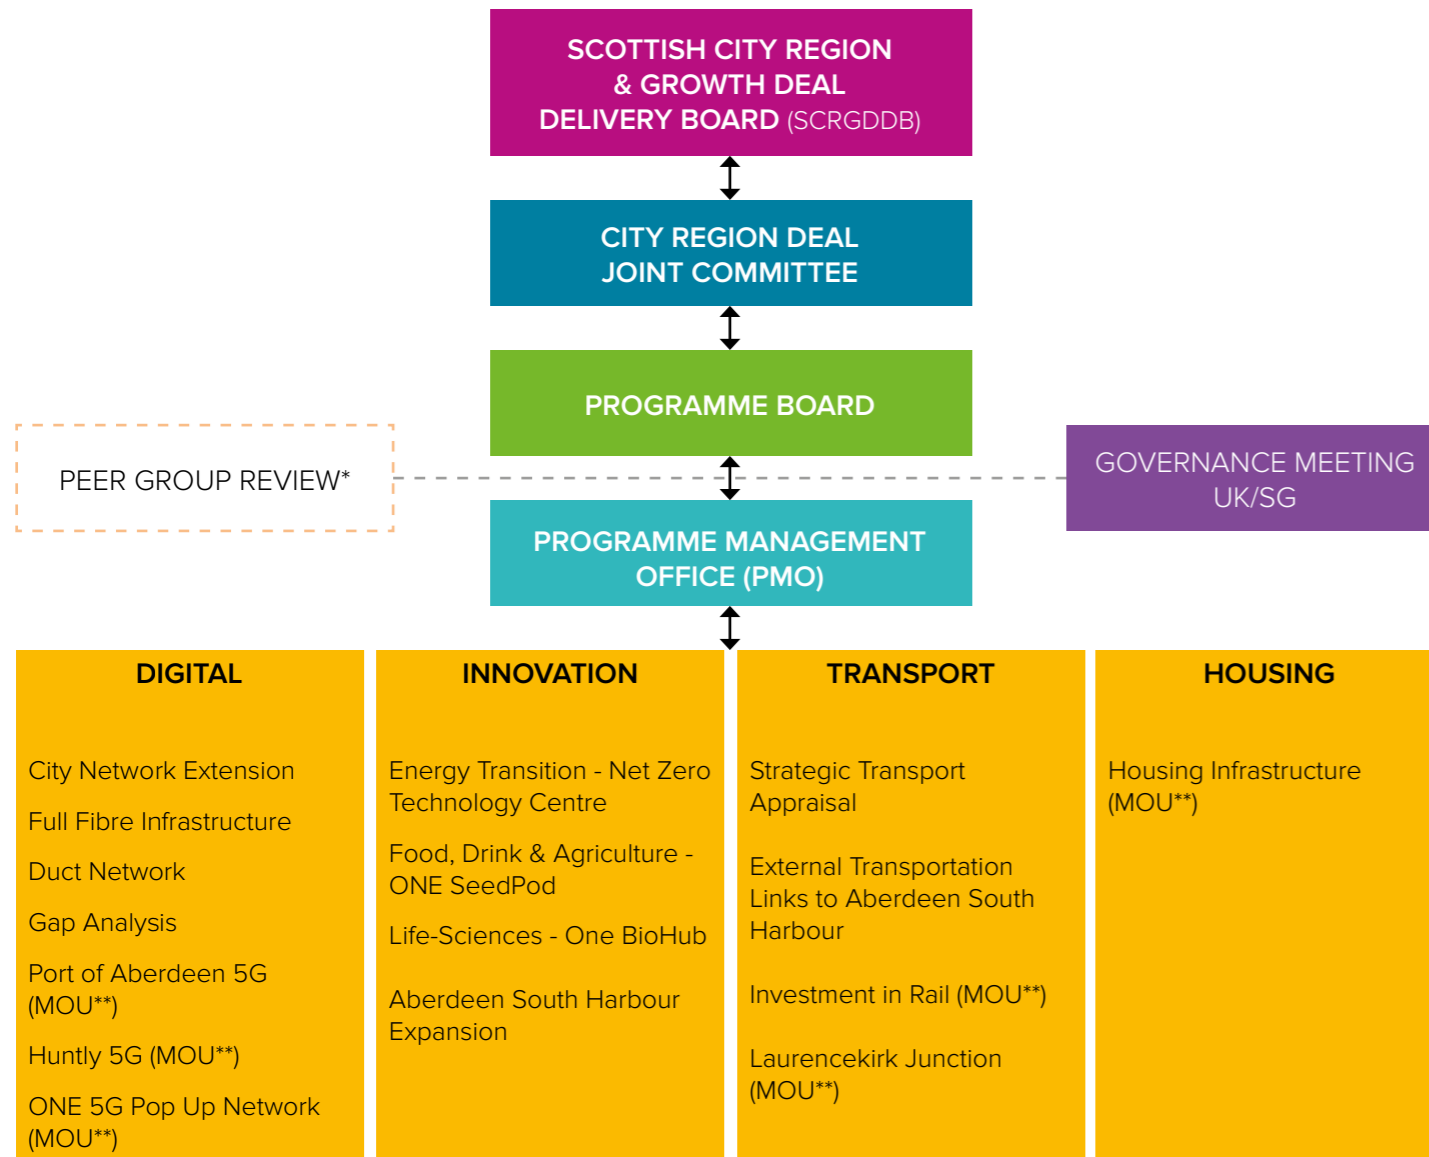 SCOTTISH CITY REGION
& GROWTH DEAL
DELIVERY BOARD (SCRGDDB)
CITY REGION DEAL
JOINT COMMITTEE
PROGRAMME BOARD
PEER GROUP REVIEW*
GOVERNANCE MEETING
UK/SG
PROGRAMME MANAGEMENT
OFFICE (PMO)
DIGITAL
City Network Extension
Full Fibre Infrastructure
Duct Network
Gap Analysis
Port of Aberdeen 5G
(MOU**)
Huntly 5G (MOU**)
ONE 5G Pop Up Network
(MOU**)
INNOVATION
Energy Transition - Net Zero
Technology Centre
Food, Drink & Agriculture -
ONE SeedPod
Life-Sciences - One BioHub
Aberdeen South Harbour
Expansion
TRANSPORT
Strategic Transport
Appraisal
External Transportation
Links to Aberdeen South
Harbour
Investment in Rail (MOU**)
Laurencekirk Junction
(MOU**)
HOUSING
Housing Infrastructure
(MOU**)